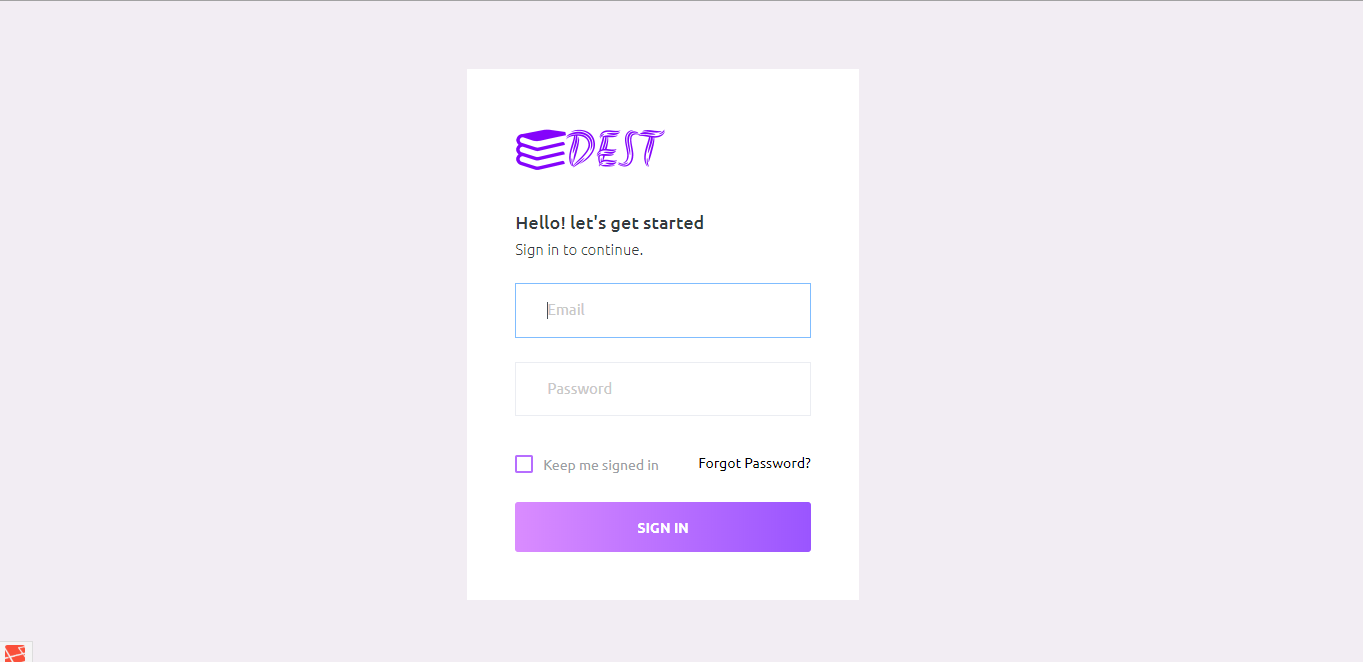 DEST
Hello! let's get started
Sign in to continue.
Email
Password
Keep me signed in
Forgot Password?
SIGN IN